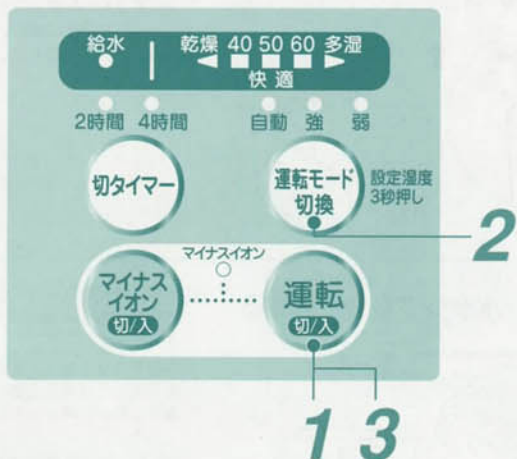 給水 乾燥 40 50 60 多湿
快適
2時間 4時間 自動 強 弱
切タイマー
運転モード
切換
設定湿度
3秒押し
2
マイナスイオン
マイナス
イオン
切/入
運転
切/入
1 3